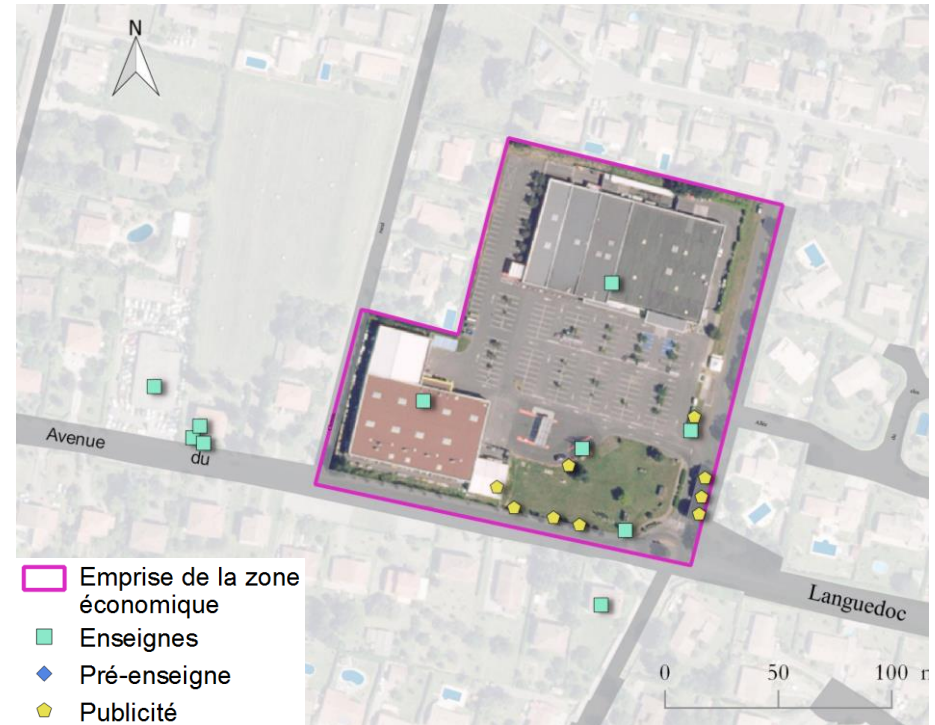 N
Avenue
du
Languedoc
Emprise de la zone
économique
Enseignes
Pré-enseigne
Publicité
0 50 100 m